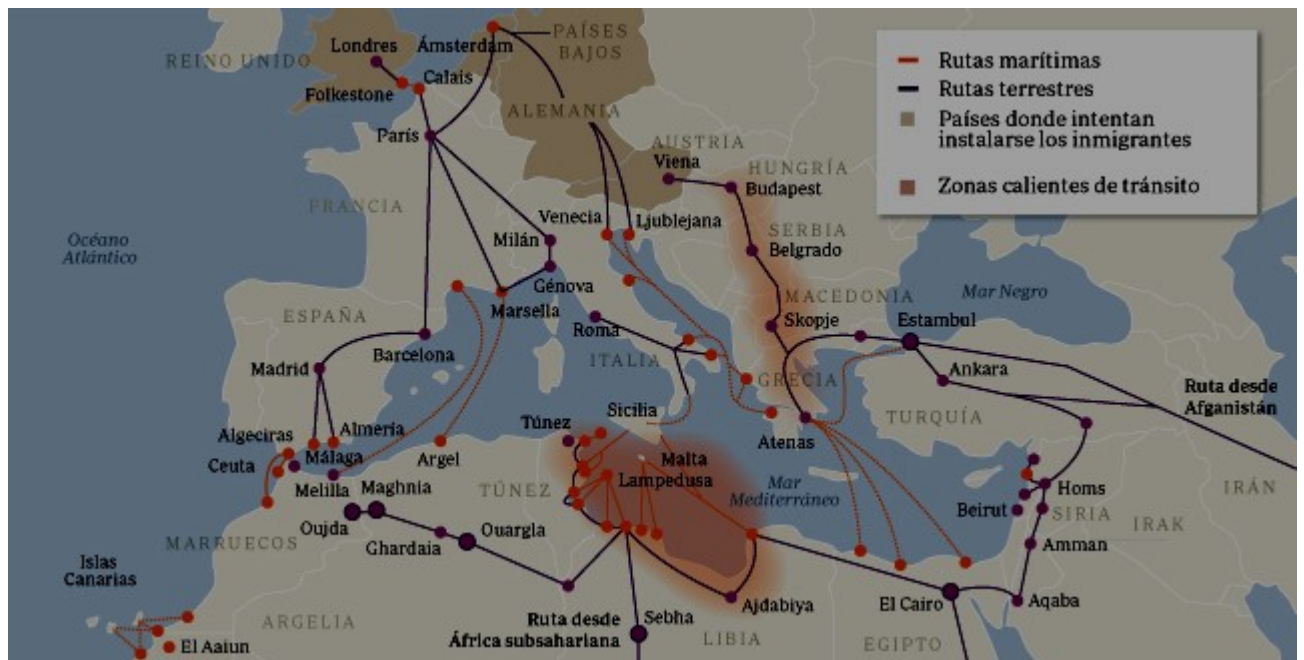 PAÍSES
BAJOS
Londres
Ámsterdam
REINO UNIDO
Calais
Folkestone
ALEMANIA
París
AUSTRIA
Viena
HUNGRÍA
Budapest
FRANCIA
Venecia
Ljublejana
SERBIA
Belgrado
Milán
Océano
Atlántico
Génova
Marsella
MACEDONIA
Mar Negro
Skopje
Estambul
ESPAÑA
Roma
Barcelona
ITALIA
Madrid
GRECIA
Ankara
Ruta desde
Afganistán
TURQUÍA
Sicilia
Túnez
Algeciras
Almería
Atenas
Argel
Málaga
Ceuta
Malta
Lampedusa
Melilla
Maghnia
TÚNEZ
Mar
Mediterráneo
Homs
IRÁN
Beirut
SIRIA
IRAK
Oujda
Ouargla
MARRUECOS
Ghardaia
Amman
Islas
Canarias
El Cairo
Aqaba
Ajdabiya
ARGELIA
Ruta desde
África subsahariana
Sebha
LIBIA
EGIPTO
El Aaiun
Rutas marítimas
Rutas terrestres
Países donde intentan
instalarse los inmigrantes
Zonas calientes de tránsito